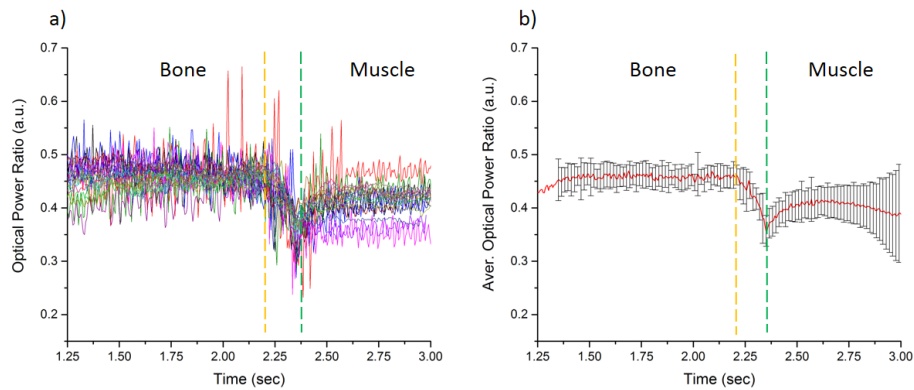 a)
0.7
0.6
0.5
0.4
0.3
0.2
Optical Power Ratio (a.u.)
Bone
Muscle
1.25 1.50 1.75 2.00 2.25 2.50 2.75 3.00
Time (sec)
b)
0.7
0.6
0.5
0.4
0.3
0.2
Aver. Optical Power Ratio (a.u.)
Bone
Muscle
1.25 1.50 1.75 2.00 2.25 2.50 2.75 3.00
Time (sec)